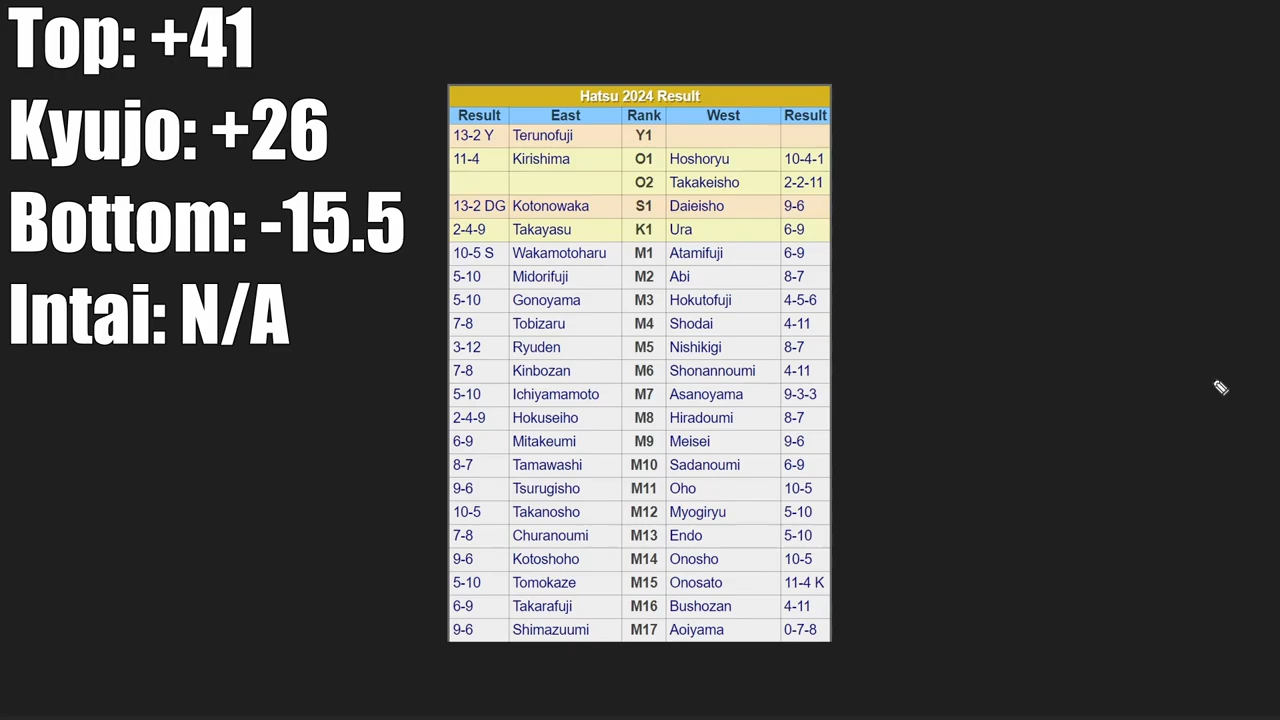 Top: +41
Kyujo: +26
Bottom: -15.5
Intai: N/A
Hatsu 2024 Result
Result East Rank West Result
13-2 Y Terunofuji Y1
11-4 Kirishima O1 Hoshoryu 10-4-1
O2 Takakeisho 2-2-11
13-2 DG Kotonowaka S1 Daieisho 9-6
2-4-9 Takayasu K1 Ura 6-9
10-5 S Wakamotoharu M1 Atamifuji 6-9
5-10 Midorifuji M2 Abi 8-7
5-10 Gonoyama M3 Hokutofuji 4-5-6
7-8 Tobizaru M4 Shodai 4-11
3-12 Ryuden M5 Nishikigi 8-7
7-8 Kinbozan M6 Shonannoumi 4-11
5-10 Ichiyamamoto M7 Asanoyama 9-3-3
2-4-9 Hokuseiho M8 Hiradoumi 8-7
6-9 Mitakeumi M9 Meisei 9-6
8-7 Tamawashi M10 Sadanoumi 6-9
9-6 Tsurugisho M11 Oho 10-5
10-5 Takanosho M12 Myogiryu 5-10
7-8 Churanoumi M13 Endo 5-10
9-6 Kotoshoho M14 Onosho 10-5
5-10 Tomokaze M15 Onosato 11-4 K
6-9 Takarafuji M16 Bushozan 4-11
9-6 Shimazuumi M17 Aoiyama 0-7-8